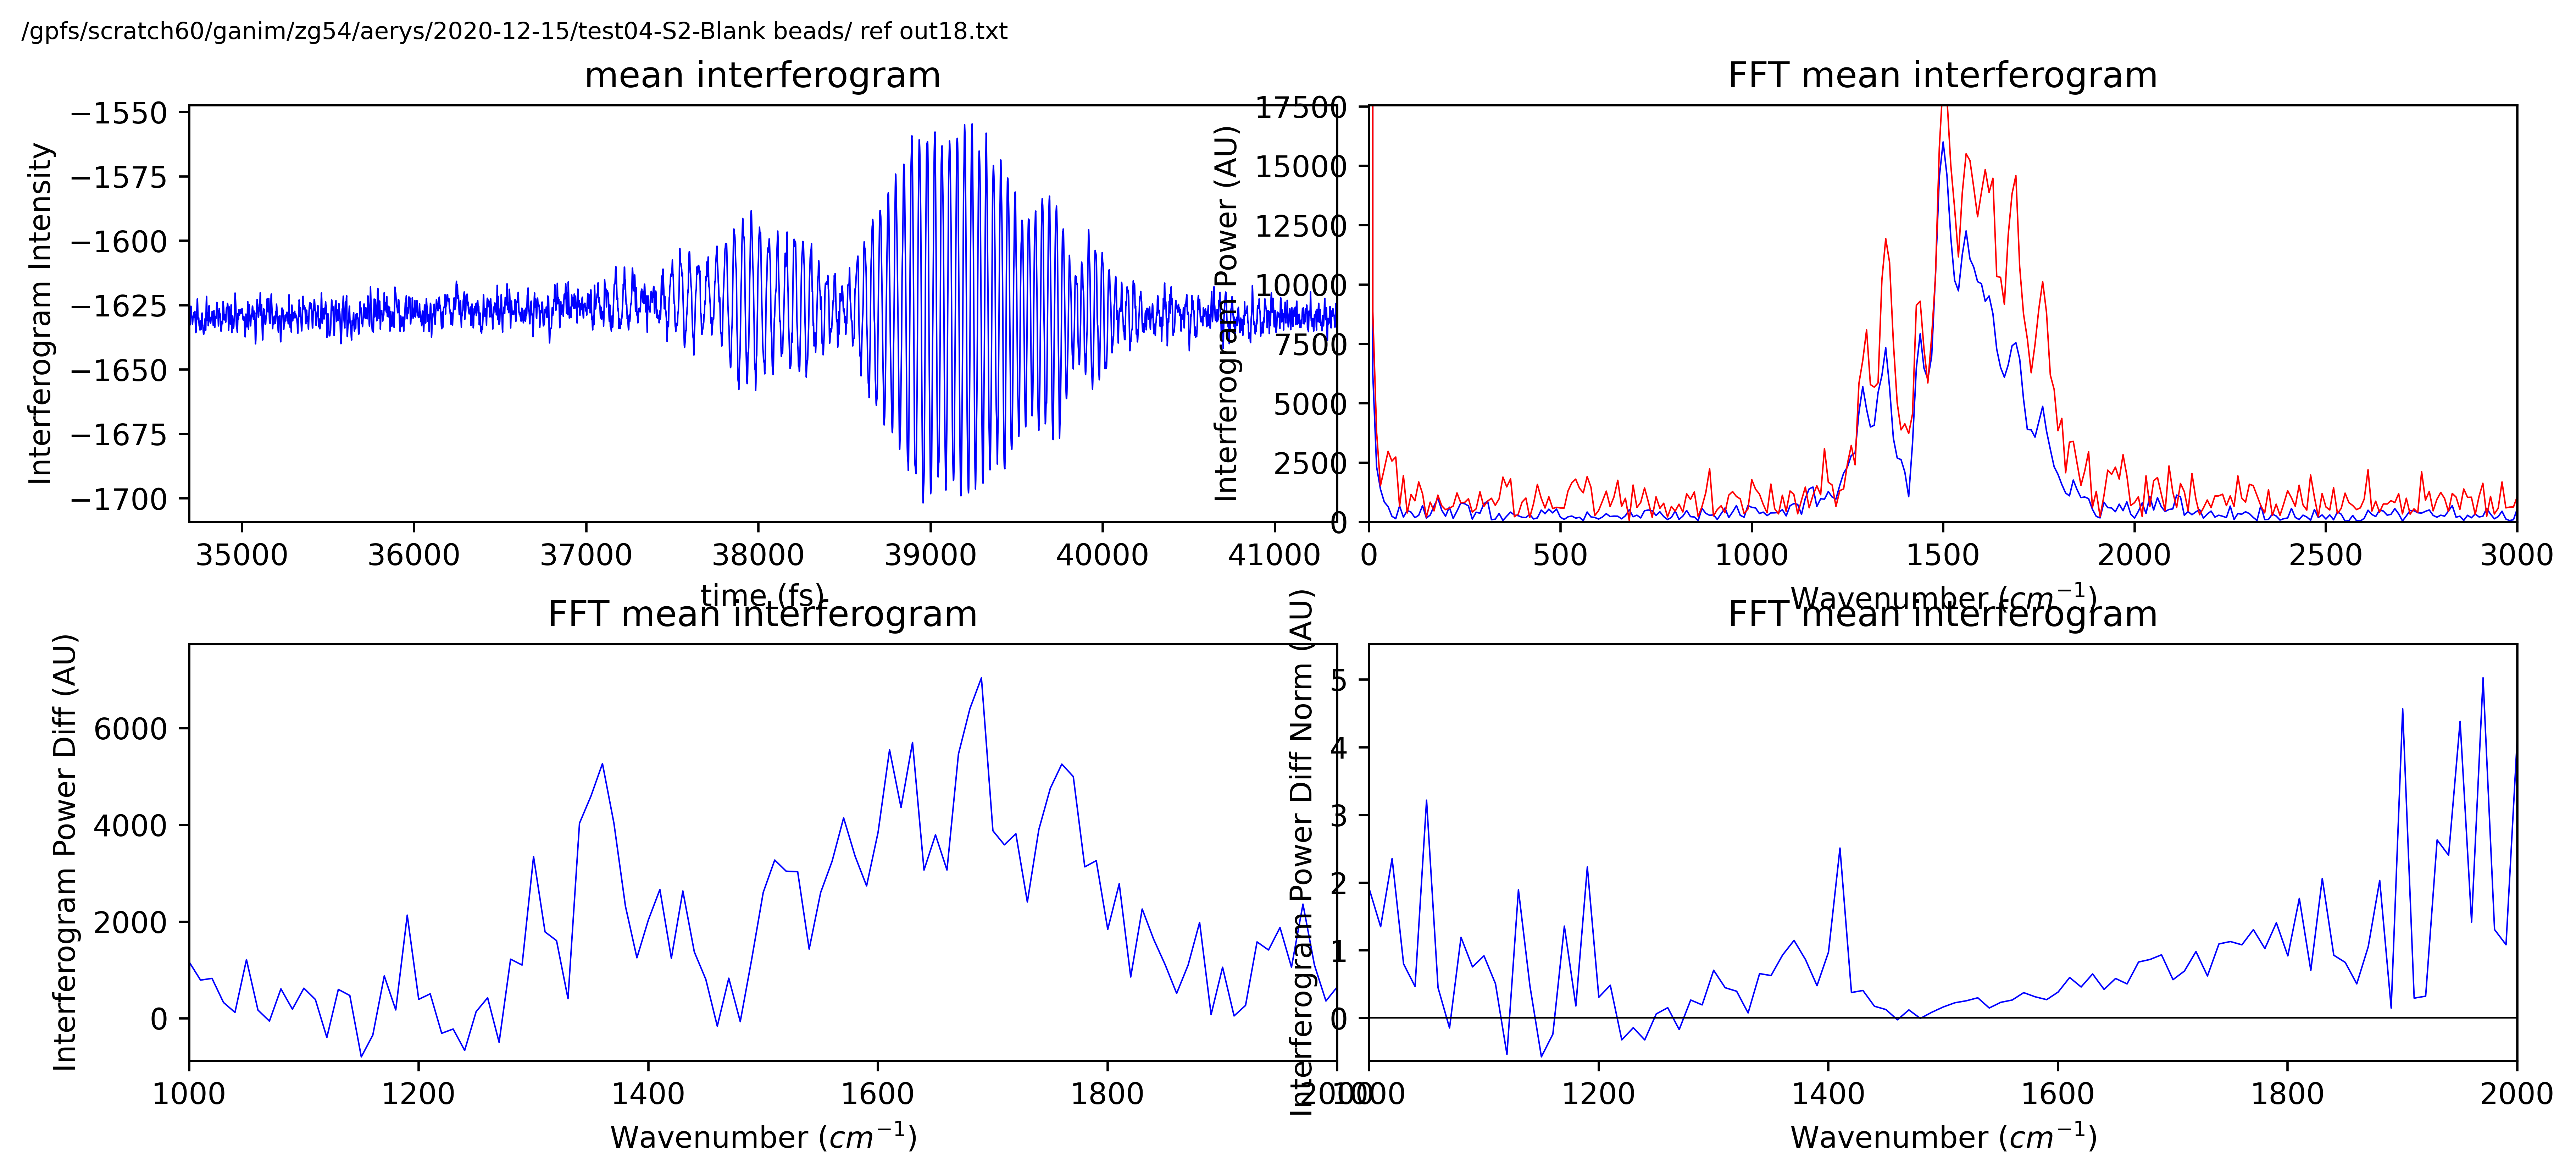 /gpfs/scratch60/ganim/zg54/aerys/2020-12-15/test04-S2-Blank beads/ ref out18.txt
mean interferogram
Interferogram Intensity
−1550
−1575
−1600
−1625
−1650
−1675
−1700
35000 36000 37000 38000 39000 40000 41000
time (fs)
FFT mean interferogram
Interferogram Power (AU)
17500
15000
12500
10000
7500
5000
2500
0
0 500 1000 1500 2000 2500 3000
Wavenumber (cm⁻¹)
FFT mean interferogram
Interferogram Power Diff (AU)
6000
4000
2000
0
1000 1200 1400 1600 1800 2000
Wavenumber (cm⁻¹)
FFT mean interferogram
Interferogram Power Diff Norm (AU)
5
4
3
2
1
0
1000 1200 1400 1600 1800 2000
Wavenumber (cm⁻¹)